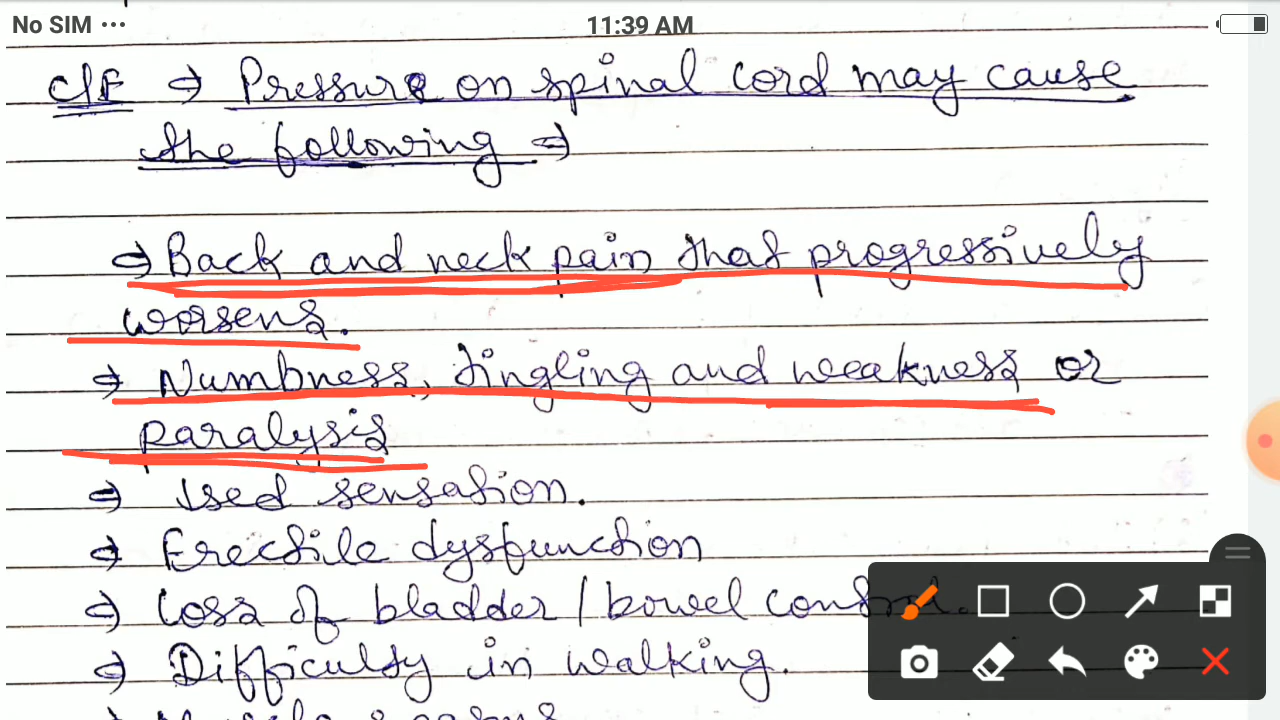 No SIM ••• 11:39 AM
C/F ⇒ Pressure on spinal cord may cause
the following ⇒
⇒ Back and neck pain that progressively
worsens.
⇒ Numbness, tingling and weakness or
paralysis
⇒ ↓sed sensation.
⇒ Erectile dysfunction
⇒ Loss of bladder / bowel control.
⇒ Difficulty in walking.